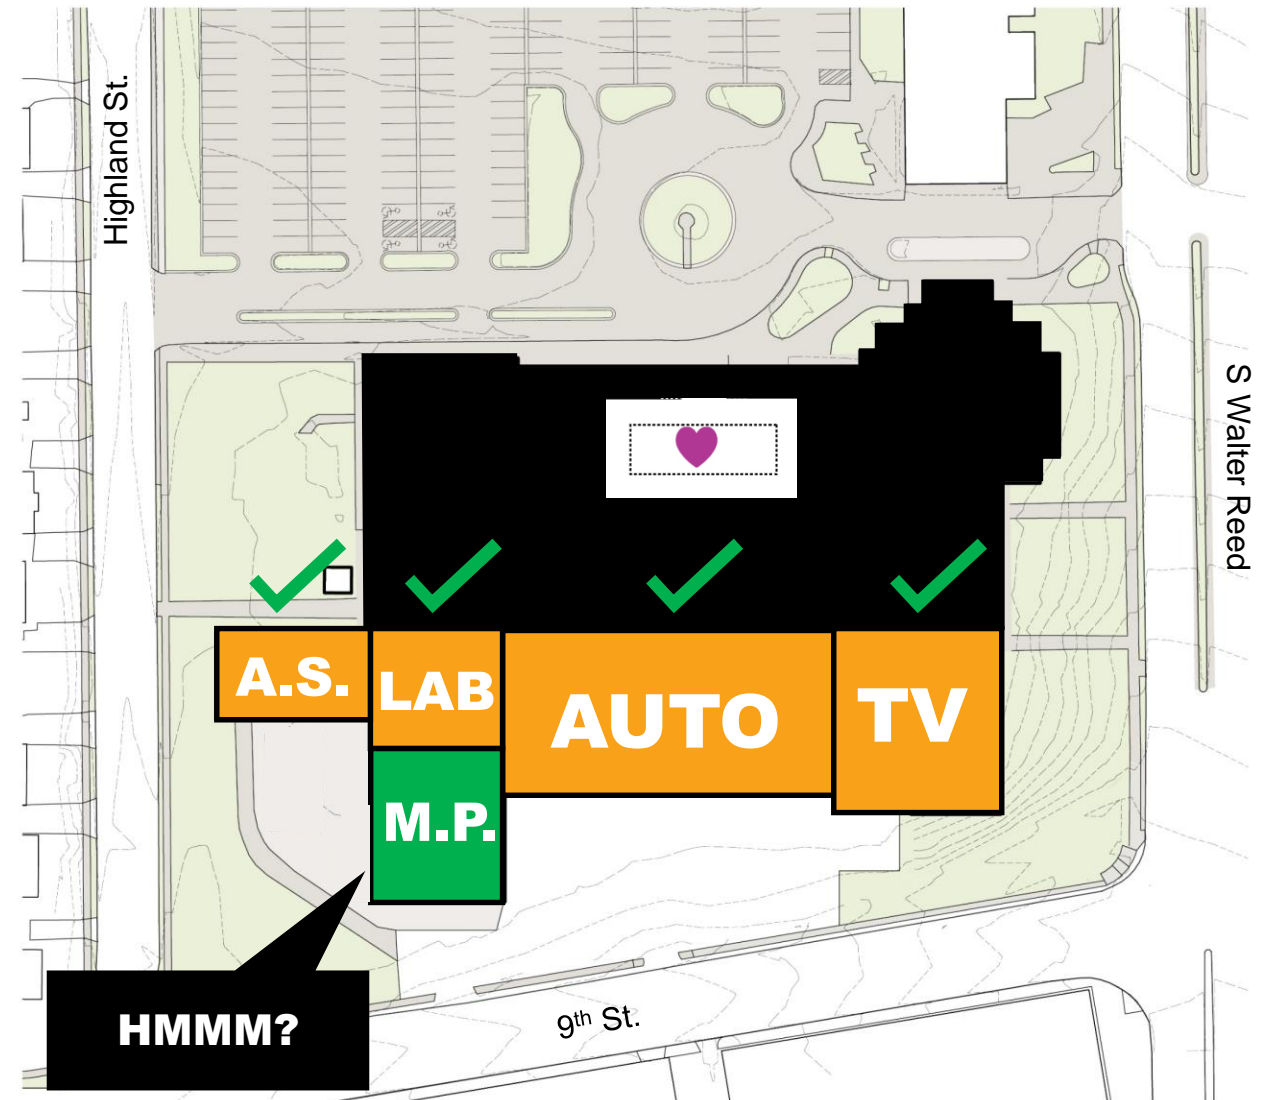 Highland St.
S Walter Reed
A.S.
LAB
AUTO
TV
M.P.
HMMM?
9th St.